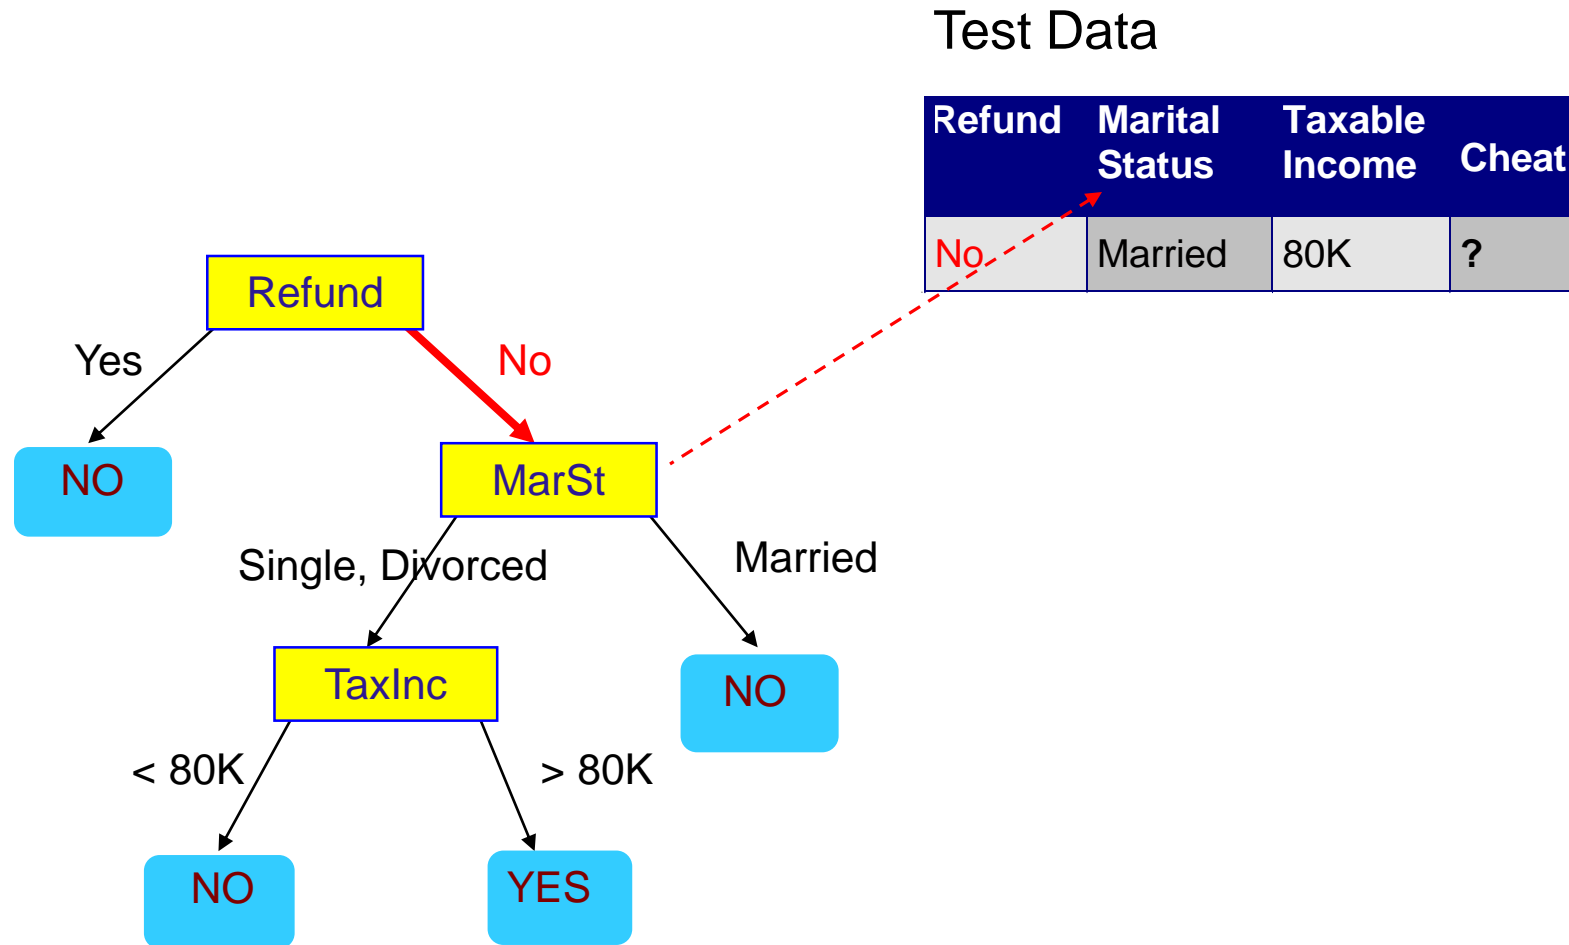 Test Data
Refund Marital Status Taxable Income Cheat
No Married 80K ?
Refund
Yes No
NO
MarSt
Single, Divorced Married
TaxInc
NO
< 80K > 80K
NO YES